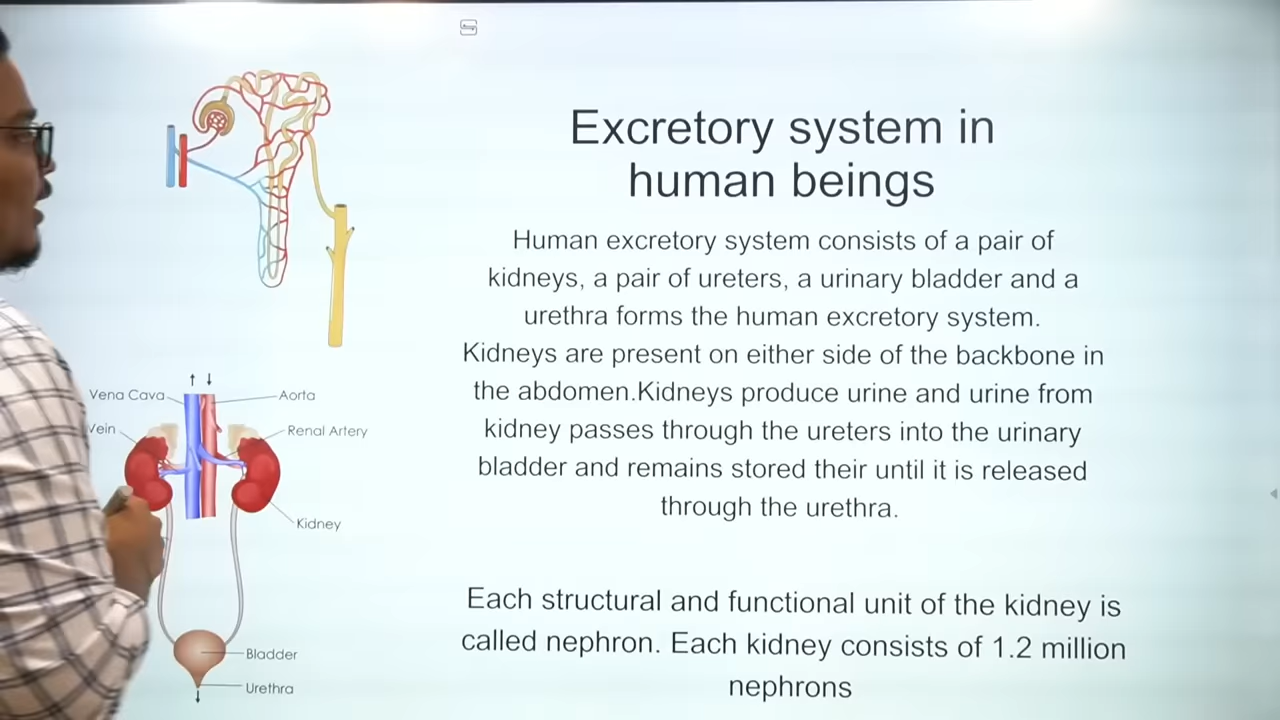 Excretory system in
human beings
Human excretory system consists of a pair of
kidneys, a pair of ureters, a urinary bladder and a
urethra forms the human excretory system.
Kidneys are present on either side of the backbone in
the abdomen.Kidneys produce urine and urine from
kidney passes through the ureters into the urinary
bladder and remains stored their until it is released
through the urethra.
Each structural and functional unit of the kidney is
called nephron. Each kidney consists of 1.2 million
nephrons
Vena Cava
Aorta
Vein
Renal Artery
Kidney
Bladder
Urethra